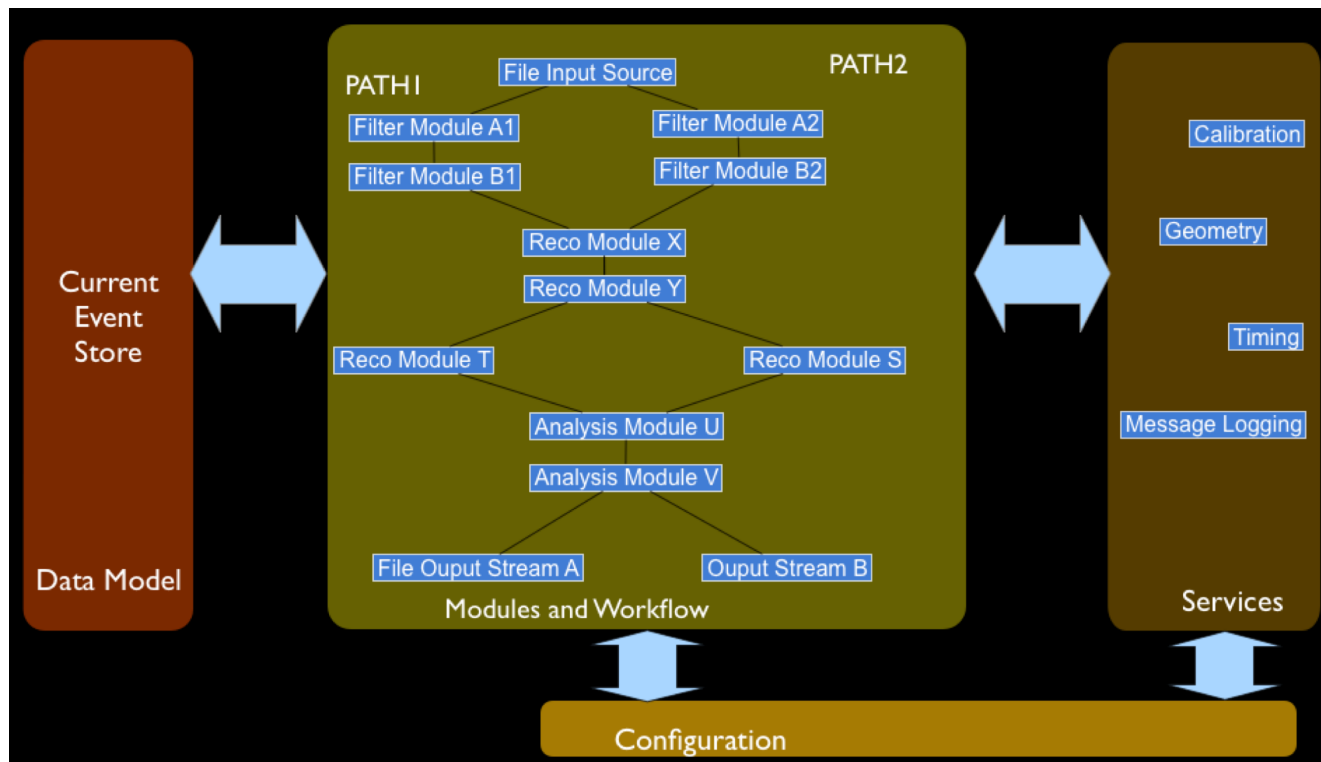 PATH1
File Input Source
PATH2
Filter Module A1
Filter Module A2
Filter Module B1
Filter Module B2
Reco Module X
Reco Module Y
Reco Module T
Reco Module S
Analysis Module U
Analysis Module V
File Ouput Stream A
Ouput Stream B
Modules and Workflow
Current
Event
Store
Data Model
Calibration
Geometry
Timing
Message Logging
Services
Configuration